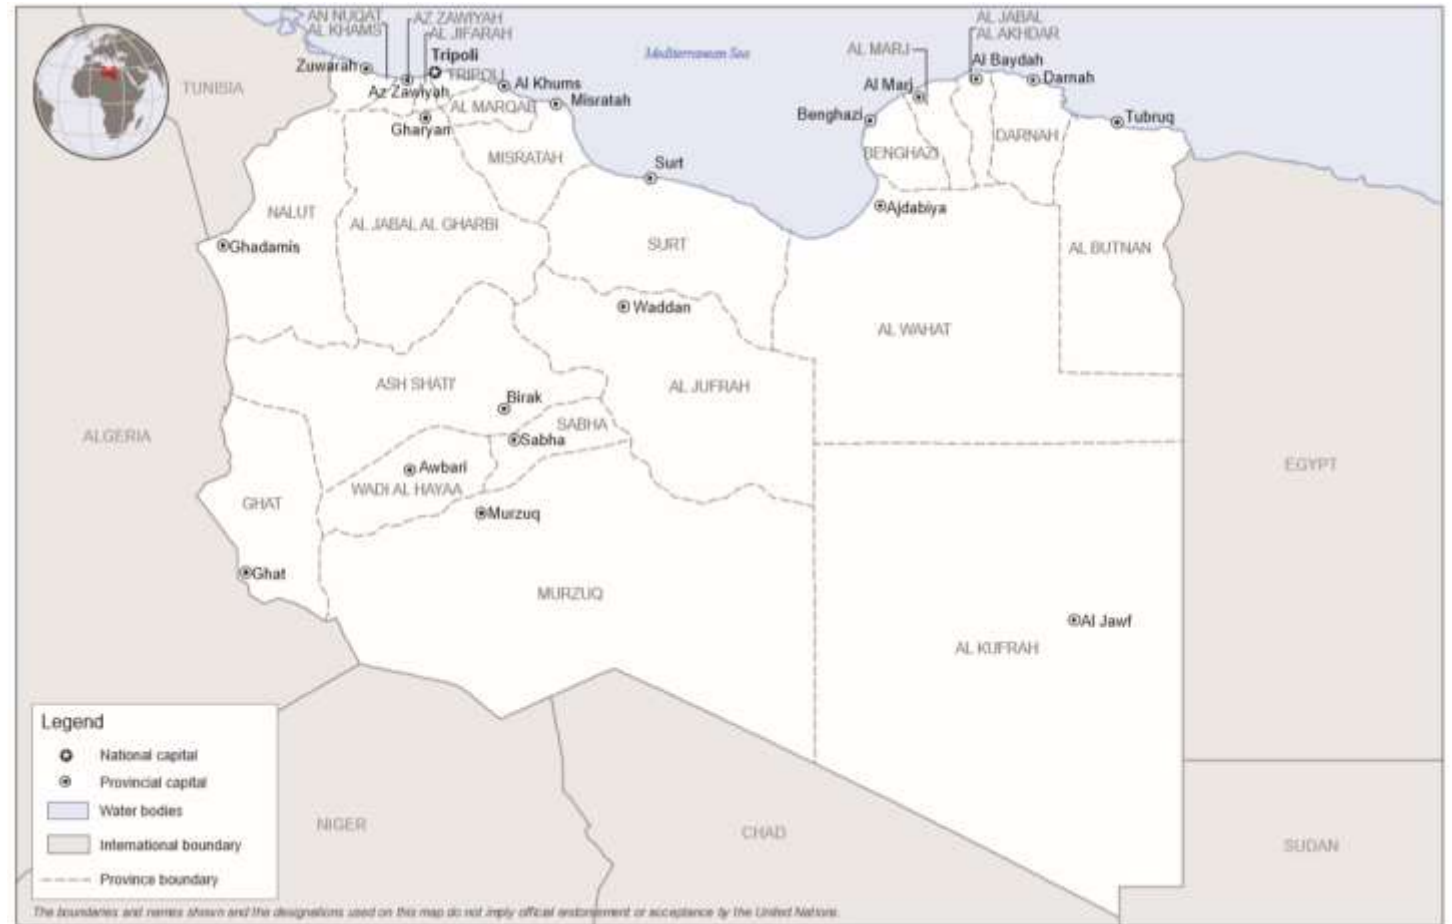 AN NUQAT
AL KHAMS
AZ ZAWIYAH
AL JIFARAH
Tripoli
TRIPOLI
Zuwarah
Az Zawiyah
Al Khums
Misratah
AL MARQAB
Gharyan
MISRATAH
Mediterranean Sea
AL JABAL
AL AKHDAR
AL MARJ
Al Baydah
Al Marj
Darnah
Benghazi
Tubruq
DARNAH
BENGHAZI
TUNISIA
Surt
Ajdabiya
NALUT
AL JABAL AL GHARBI
Ghadamis
SURT
AL BUTNAN
Waddan
AL WAHAT
ASH SHATI'
AL JUFRAH
Birak
SABHA
Sabha
ALGERIA
Awbari
WADI AL HAYAA
EGYPT
GHAT
Murzuq
Ghat
MURZUQ
Al Jawf
AL KUFRAH
Legend
National capital
Provincial capital
Water bodies
International boundary
Province boundary
NIGER
CHAD
SUDAN
The boundaries and names shown and the designations used on this map do not imply official endorsement or acceptance by the United Nations.